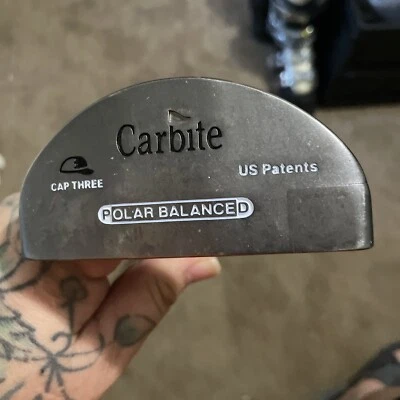 Carbite
CAP THREE
US Patents
POLAR BALANCED